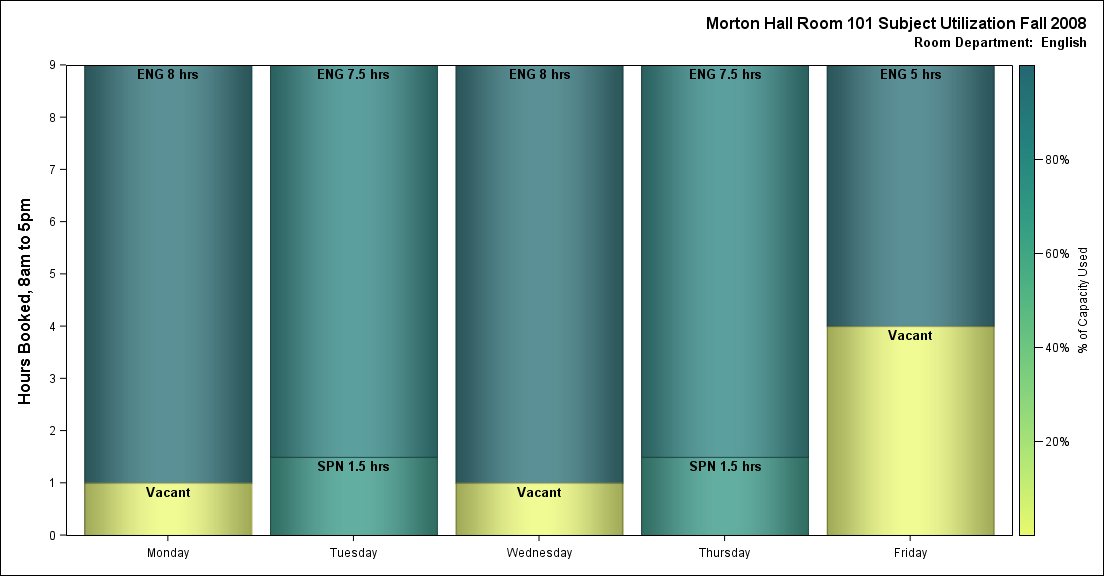 Morton Hall Room 101 Subject Utilization Fall 2008
Room Department: English
Hours Booked, 8am to 5pm
9
8
7
6
5
4
3
2
1
0
ENG 8 hrs
Vacant
ENG 7.5 hrs
SPN 1.5 hrs
ENG 8 hrs
Vacant
ENG 7.5 hrs
SPN 1.5 hrs
ENG 5 hrs
Vacant
Monday
Tuesday
Wednesday
Thursday
Friday
80%
60%
40%
20%
% of Capacity Used